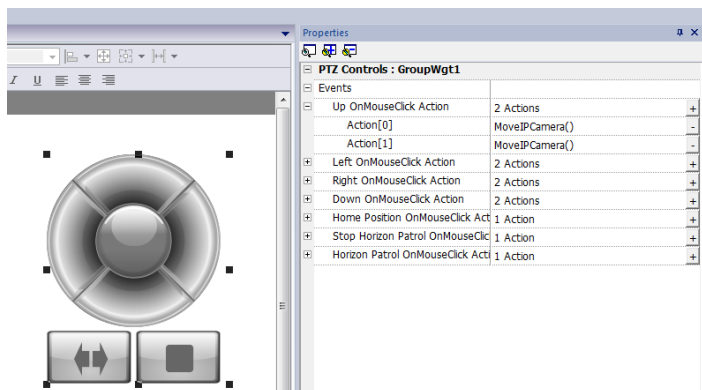 Properties
I U
PTZ Controls : GroupWgt1
Events
Up OnMouseClick Action 2 Actions +
Action[0] MoveIPCamera() -
Action[1] MoveIPCamera() -
Left OnMouseClick Action 2 Actions +
Right OnMouseClick Action 2 Actions +
Down OnMouseClick Action 2 Actions +
Home Position OnMouseClick Act 1 Action +
Stop Horizon Patrol OnMouseClic 1 Action +
Horizon Patrol OnMouseClick Acti 1 Action +